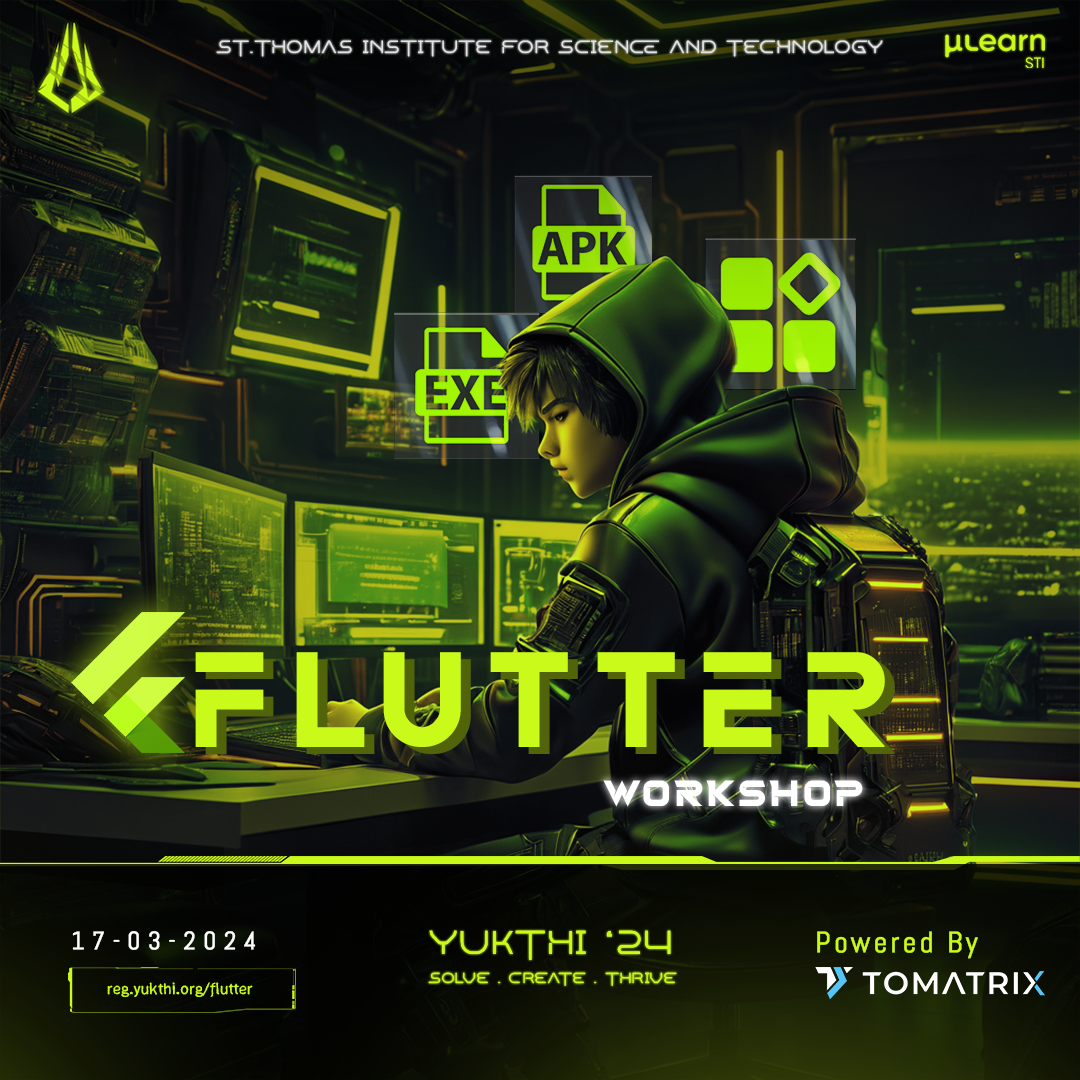 ST.THOMAS INSTITUTE FOR SCIENCE AND TECHNOLOGY
µLearn
STI
APK
EXE
FLUTTER
WORKSHOP
17-03-2024
reg.yukthi.org/flutter
YUKTHI ‘24
SOLVE . CREATE . THRIVE
Powered By
TOMATRIX